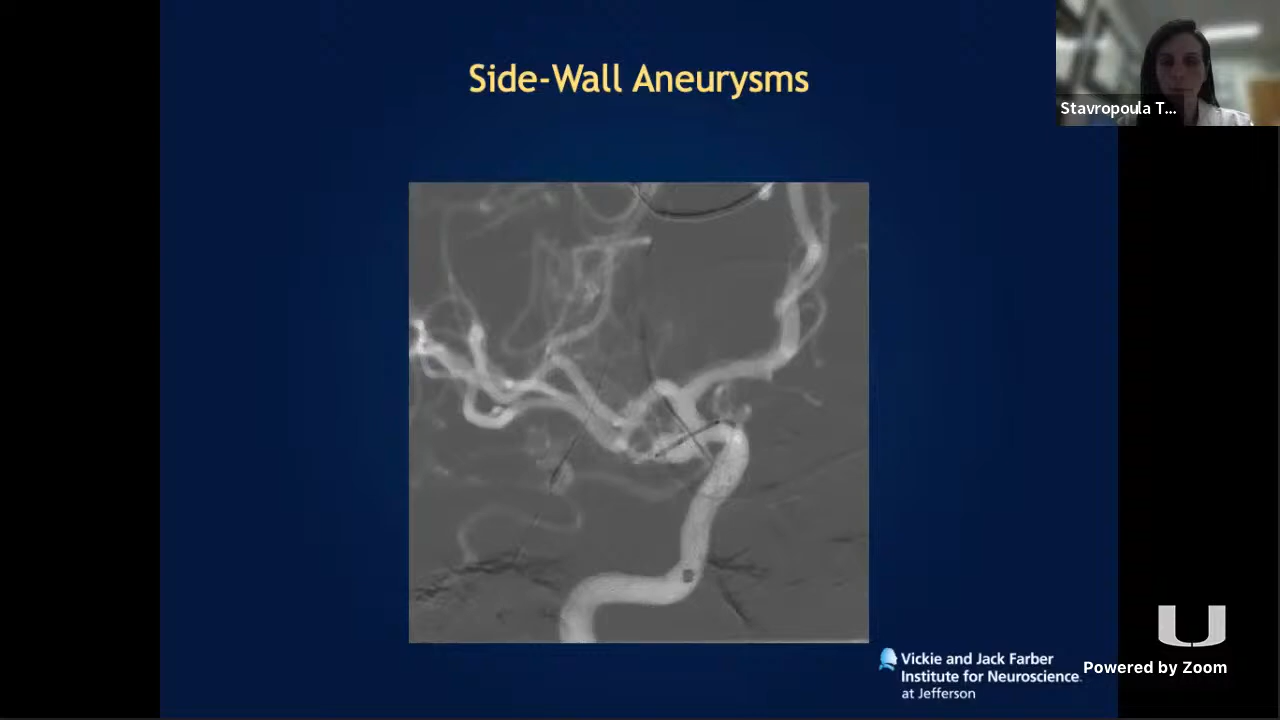 Side-Wall Aneurysms
Stavropoula T...
Vickie and Jack Farber
Institute for Neuroscience
at Jefferson
U
Powered by Zoom